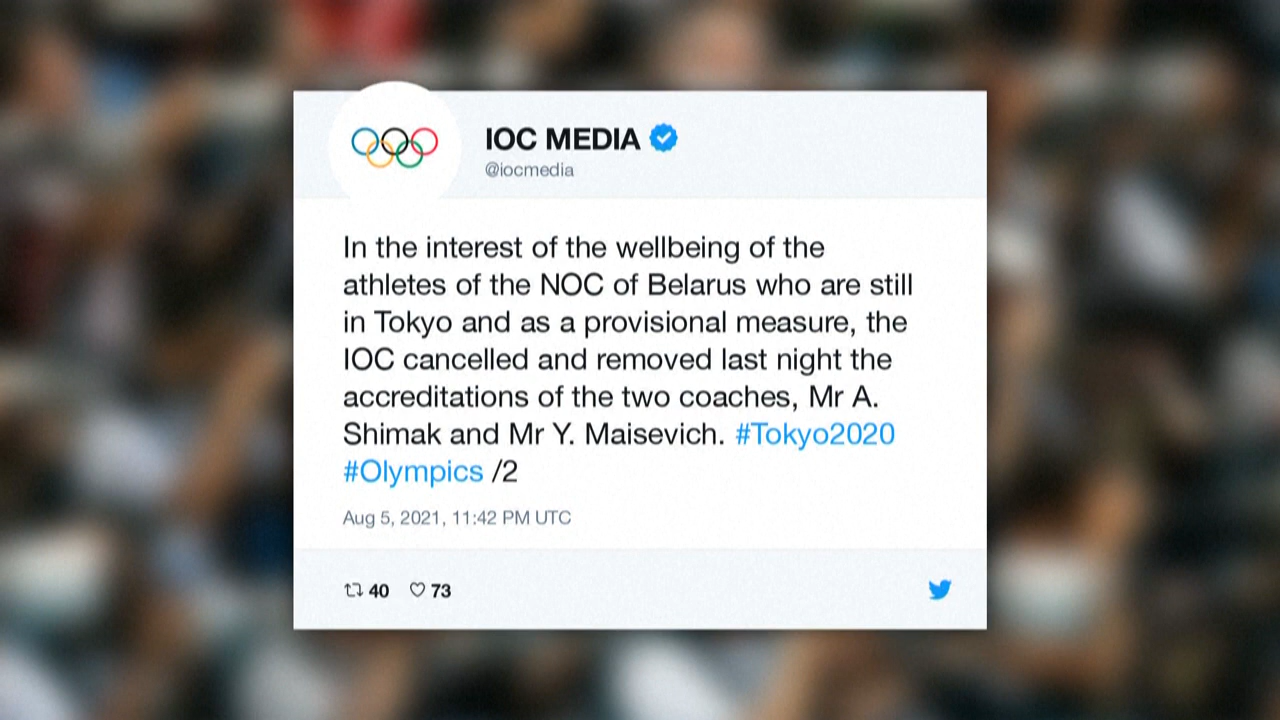 IOC MEDIA
@iocmedia
In the interest of the wellbeing of the
athletes of the NOC of Belarus who are still
in Tokyo and as a provisional measure, the
IOC cancelled and removed last night the
accreditations of the two coaches, Mr A.
Shimak and Mr Y. Maisevich. #Tokyo2020
#Olympics /2
Aug 5, 2021, 11:42 PM UTC
40 73